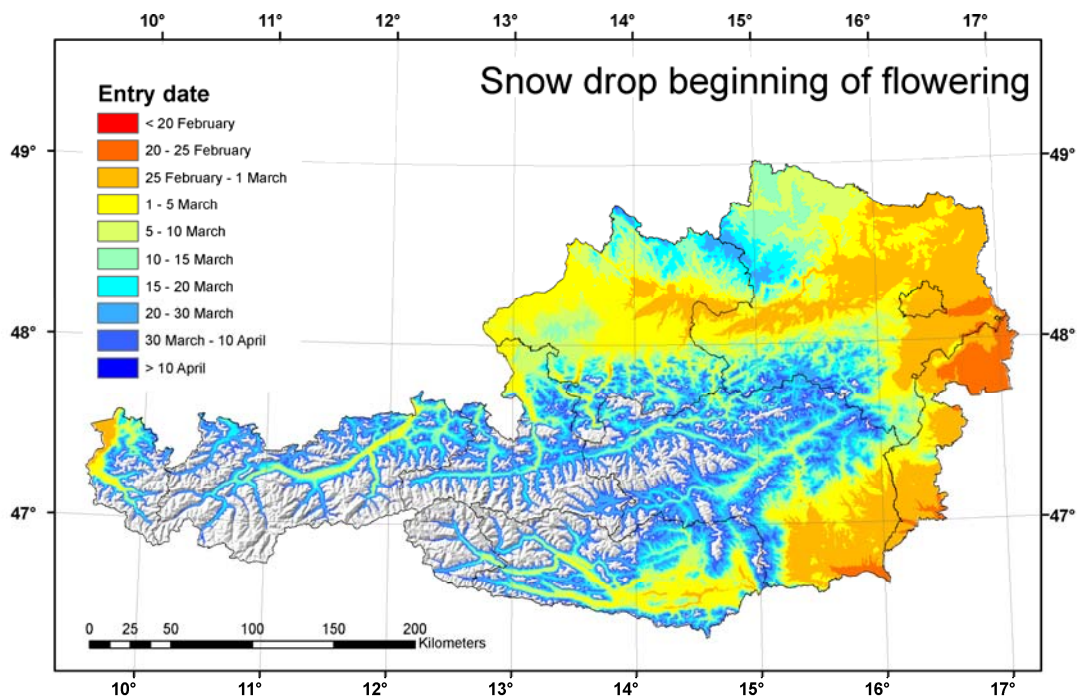 10° 11° 12° 13° 14° 15° 16° 17°
Snow drop beginning of flowering
Entry date
< 20 February
20 - 25 February
25 February - 1 March
1 - 5 March
5 - 10 March
10 - 15 March
15 - 20 March
20 - 30 March
30 March - 10 April
> 10 April
49° 49°
48° 48°
47° 47°
0 25 50 100 150 200
Kilometers
10° 11° 12° 13° 14° 15° 16° 17°